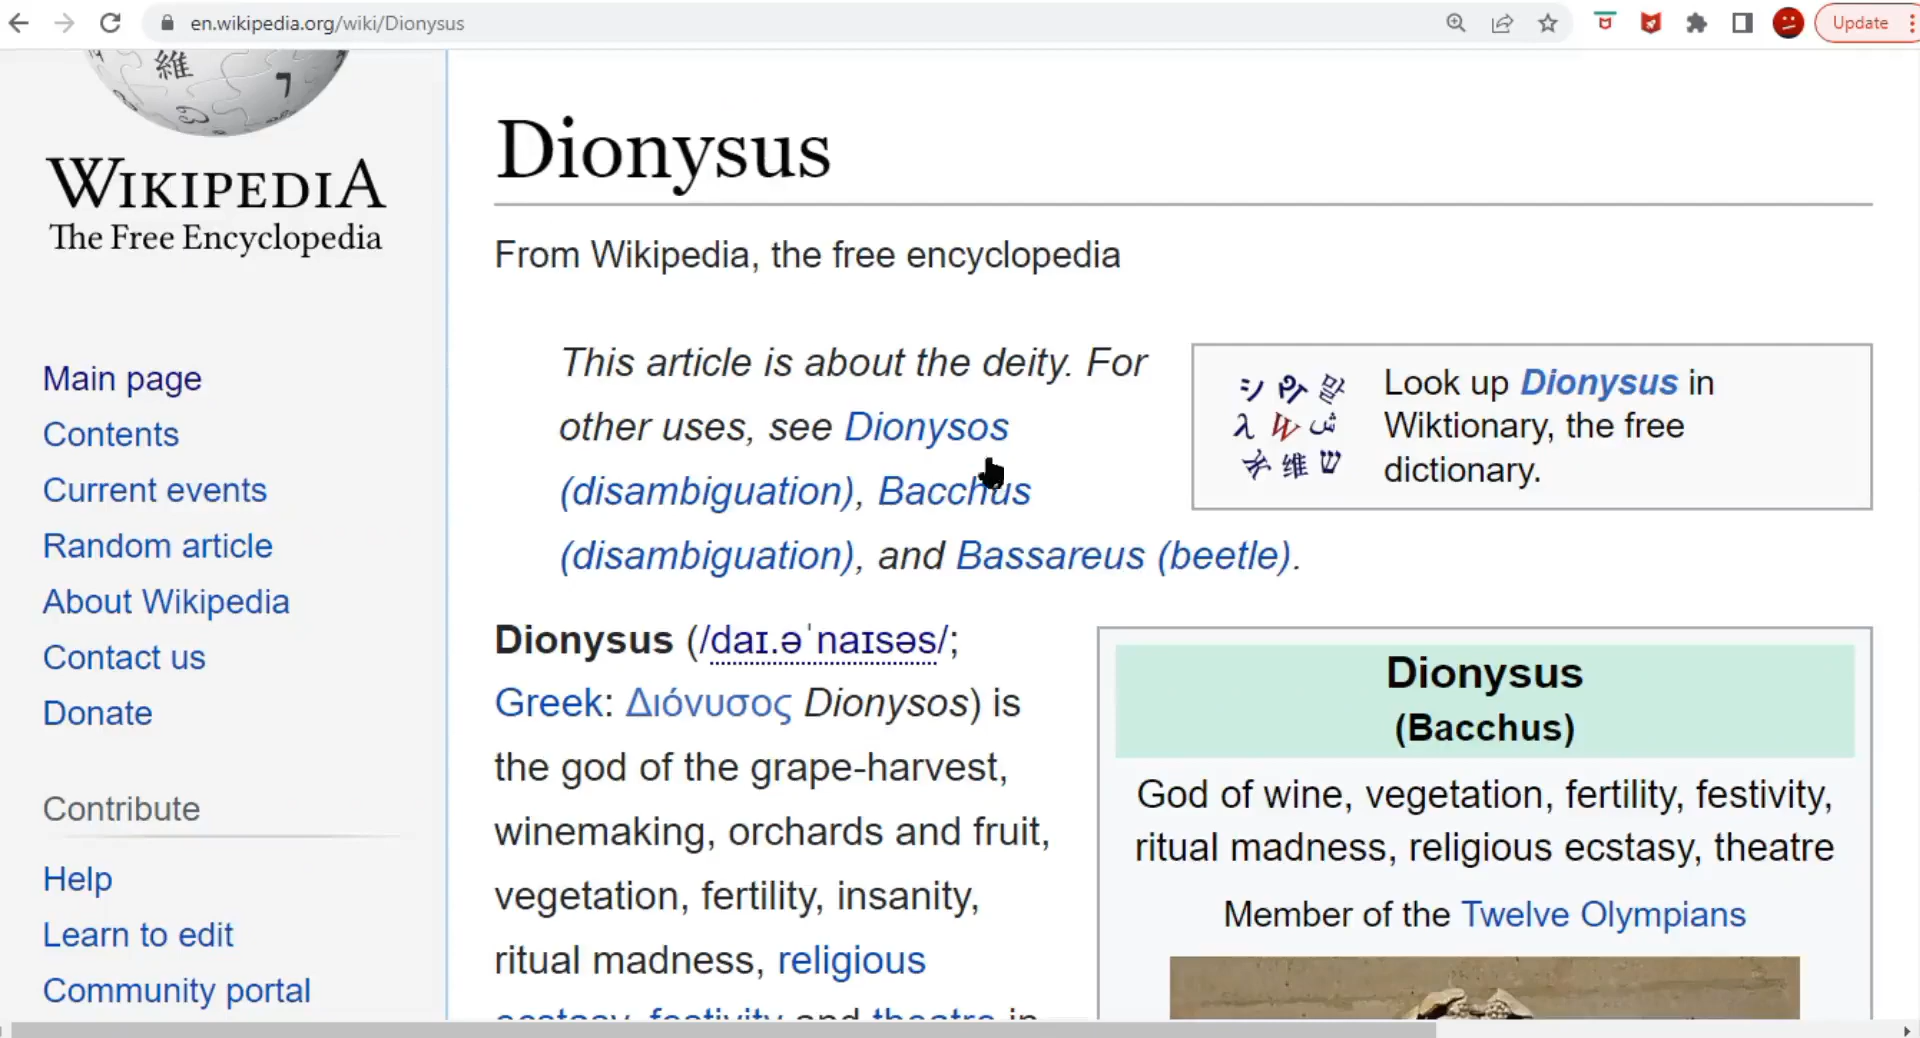 en.wikipedia.org/wiki/Dionysus
Update
WIKIPEDIA
The Free Encyclopedia
Main page
Contents
Current events
Random article
About Wikipedia
Contact us
Donate
Contribute
Help
Learn to edit
Community portal
Dionysus
From Wikipedia, the free encyclopedia
This article is about the deity. For
other uses, see Dionysos
(disambiguation), Bacchus
(disambiguation), and Bassareus (beetle).
Look up Dionysus in
Wiktionary, the free
dictionary.
Dionysus (/daɪ.əˈnaɪsəs/;
Greek: Διόνυσος Dionysos) is
the god of the grape-harvest,
winemaking, orchards and fruit,
vegetation, fertility, insanity,
ritual madness, religious
ecstasy, festivity and theatre in
Dionysus
(Bacchus)
God of wine, vegetation, fertility, festivity,
ritual madness, religious ecstasy, theatre
Member of the Twelve Olympians